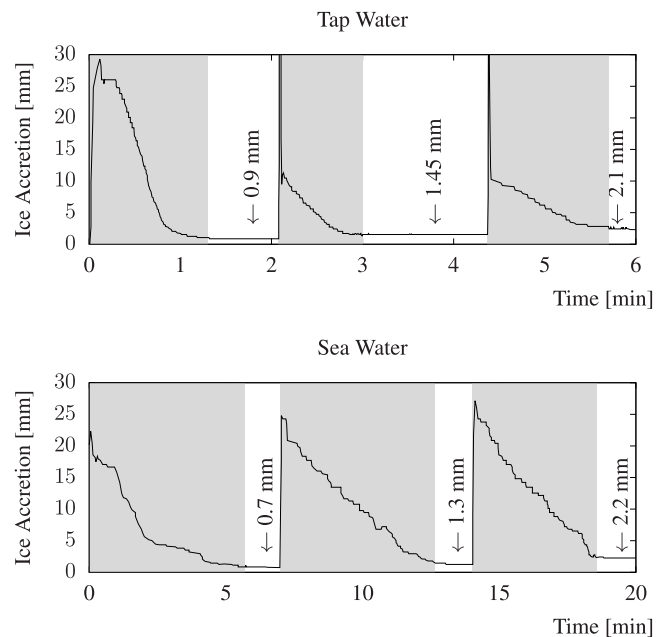 Tap Water
Ice Accretion [mm]
30
25
20
15
10
5
0
← 0.9 mm
← 1.45 mm
← 2.1 mm
0 1 2 3 4 5 6
Time [min]
Sea Water
Ice Accretion [mm]
30
25
20
15
10
5
0
← 0.7 mm
← 1.3 mm
← 2.2 mm
0 5 10 15 20
Time [min]